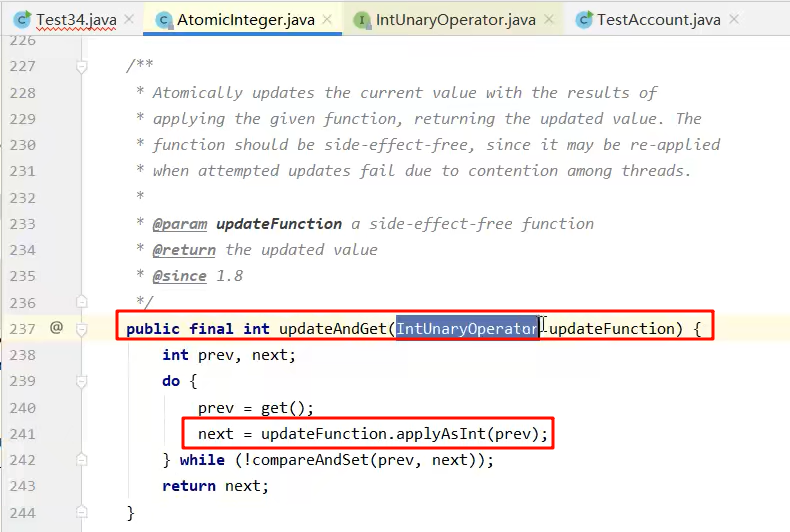 Test34.java AtomicInteger.java IntUnaryOperator.java TestAccount.java
226
227 /**
228 * Atomically updates the current value with the results of
229 * applying the given function, returning the updated value. The
230 * function should be side-effect-free, since it may be re-applied
231 * when attempted updates fail due to contention among threads.
232 *
233 * @param updateFunction a side-effect-free function
234 * @return the updated value
235 * @since 1.8
236 */
237 @ public final int updateAndGet(IntUnaryOperator updateFunction) {
238 int prev, next;
239 do {
240 prev = get();
241 next = updateFunction.applyAsInt(prev);
242 } while (!compareAndSet(prev, next));
243 return next;
244 }